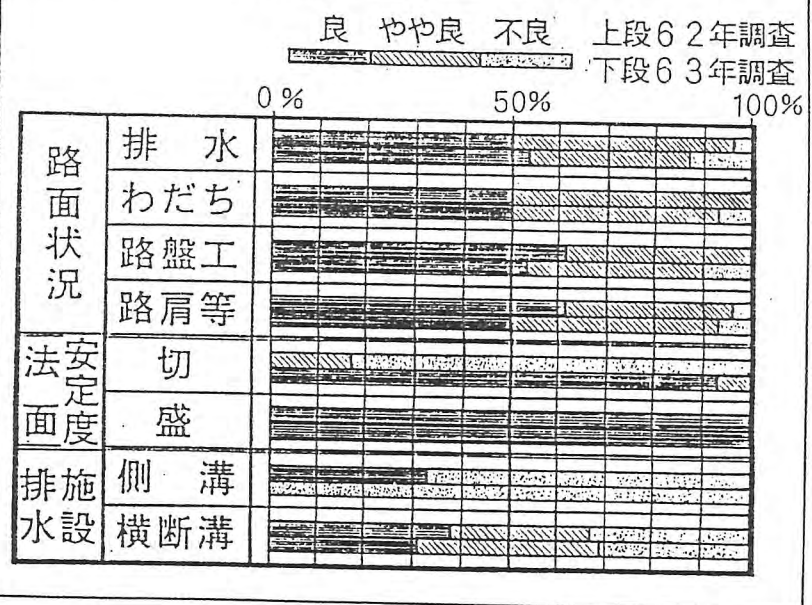 良 やや良 不良 上段62年調査
下段63年調査
0% 50% 100%
路面状況
排水
わだち
路盤工
路肩等
法面安定度
切
盛
排水施設
側溝
横断溝